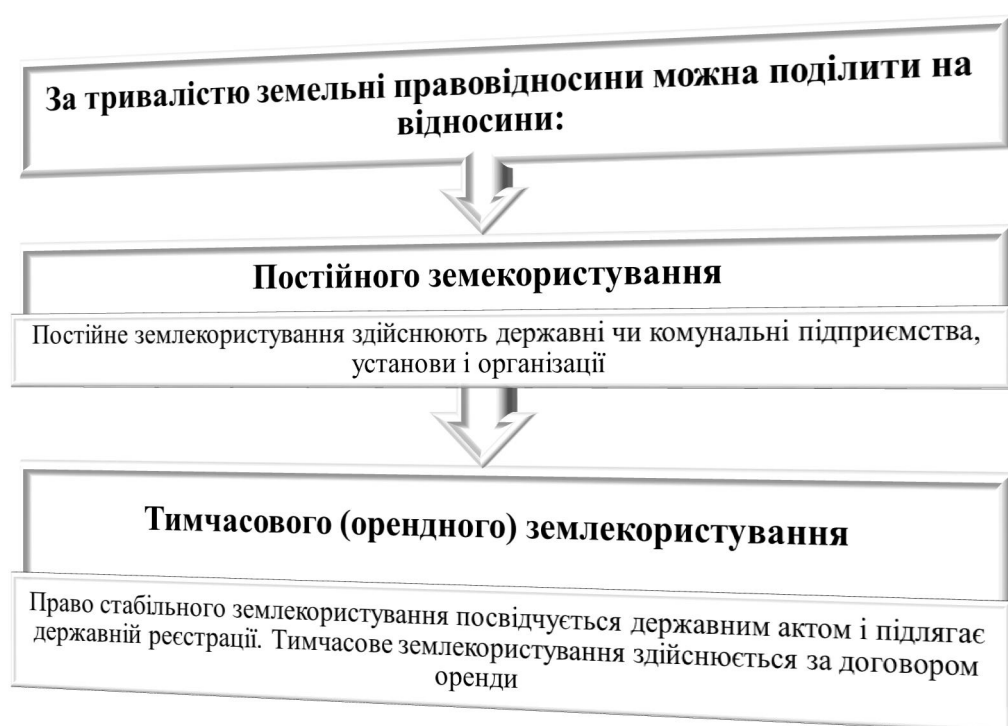 За тривалістю земельні правовідносини можна поділити на
відносини:
Постійного земекористування
Постійне землекористування здійснюють державні чи комунальні підприємства,
установи і організації
Тимчасового (орендного) землекористування
Право стабільного землекористування посвідчується державним актом і підлягає
державній реєстрації. Тимчасове землекористування здійснюється за договором
оренди